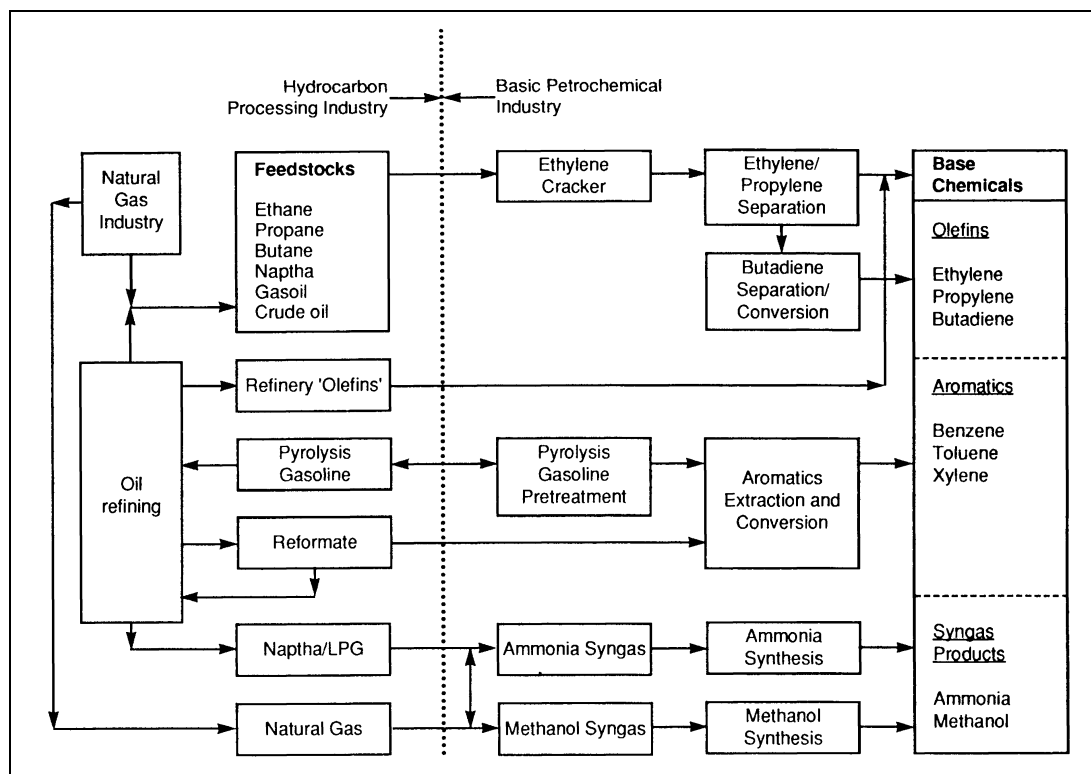 Hydrocarbon
Processing Industry
Basic Petrochemical
Industry
Natural
Gas
Industry
Feedstocks
Ethane
Propane
Butane
Naptha
Gasoil
Crude oil
Ethylene
Cracker
Ethylene/
Propylene
Separation
Butadiene
Separation/
Conversion
Base
Chemicals
Olefins
Ethylene
Propylene
Butadiene
Oil
refining
Refinery 'Olefins'
Pyrolysis
Gasoline
Pyrolysis
Gasoline
Pretreatment
Aromatics
Extraction and
Conversion
Aromatics
Benzene
Toluene
Xylene
Reformate
Naptha/LPG
Ammonia Syngas
Ammonia
Synthesis
Syngas
Products
Ammonia
Methanol
Natural Gas
Methanol Syngas
Methanol
Synthesis